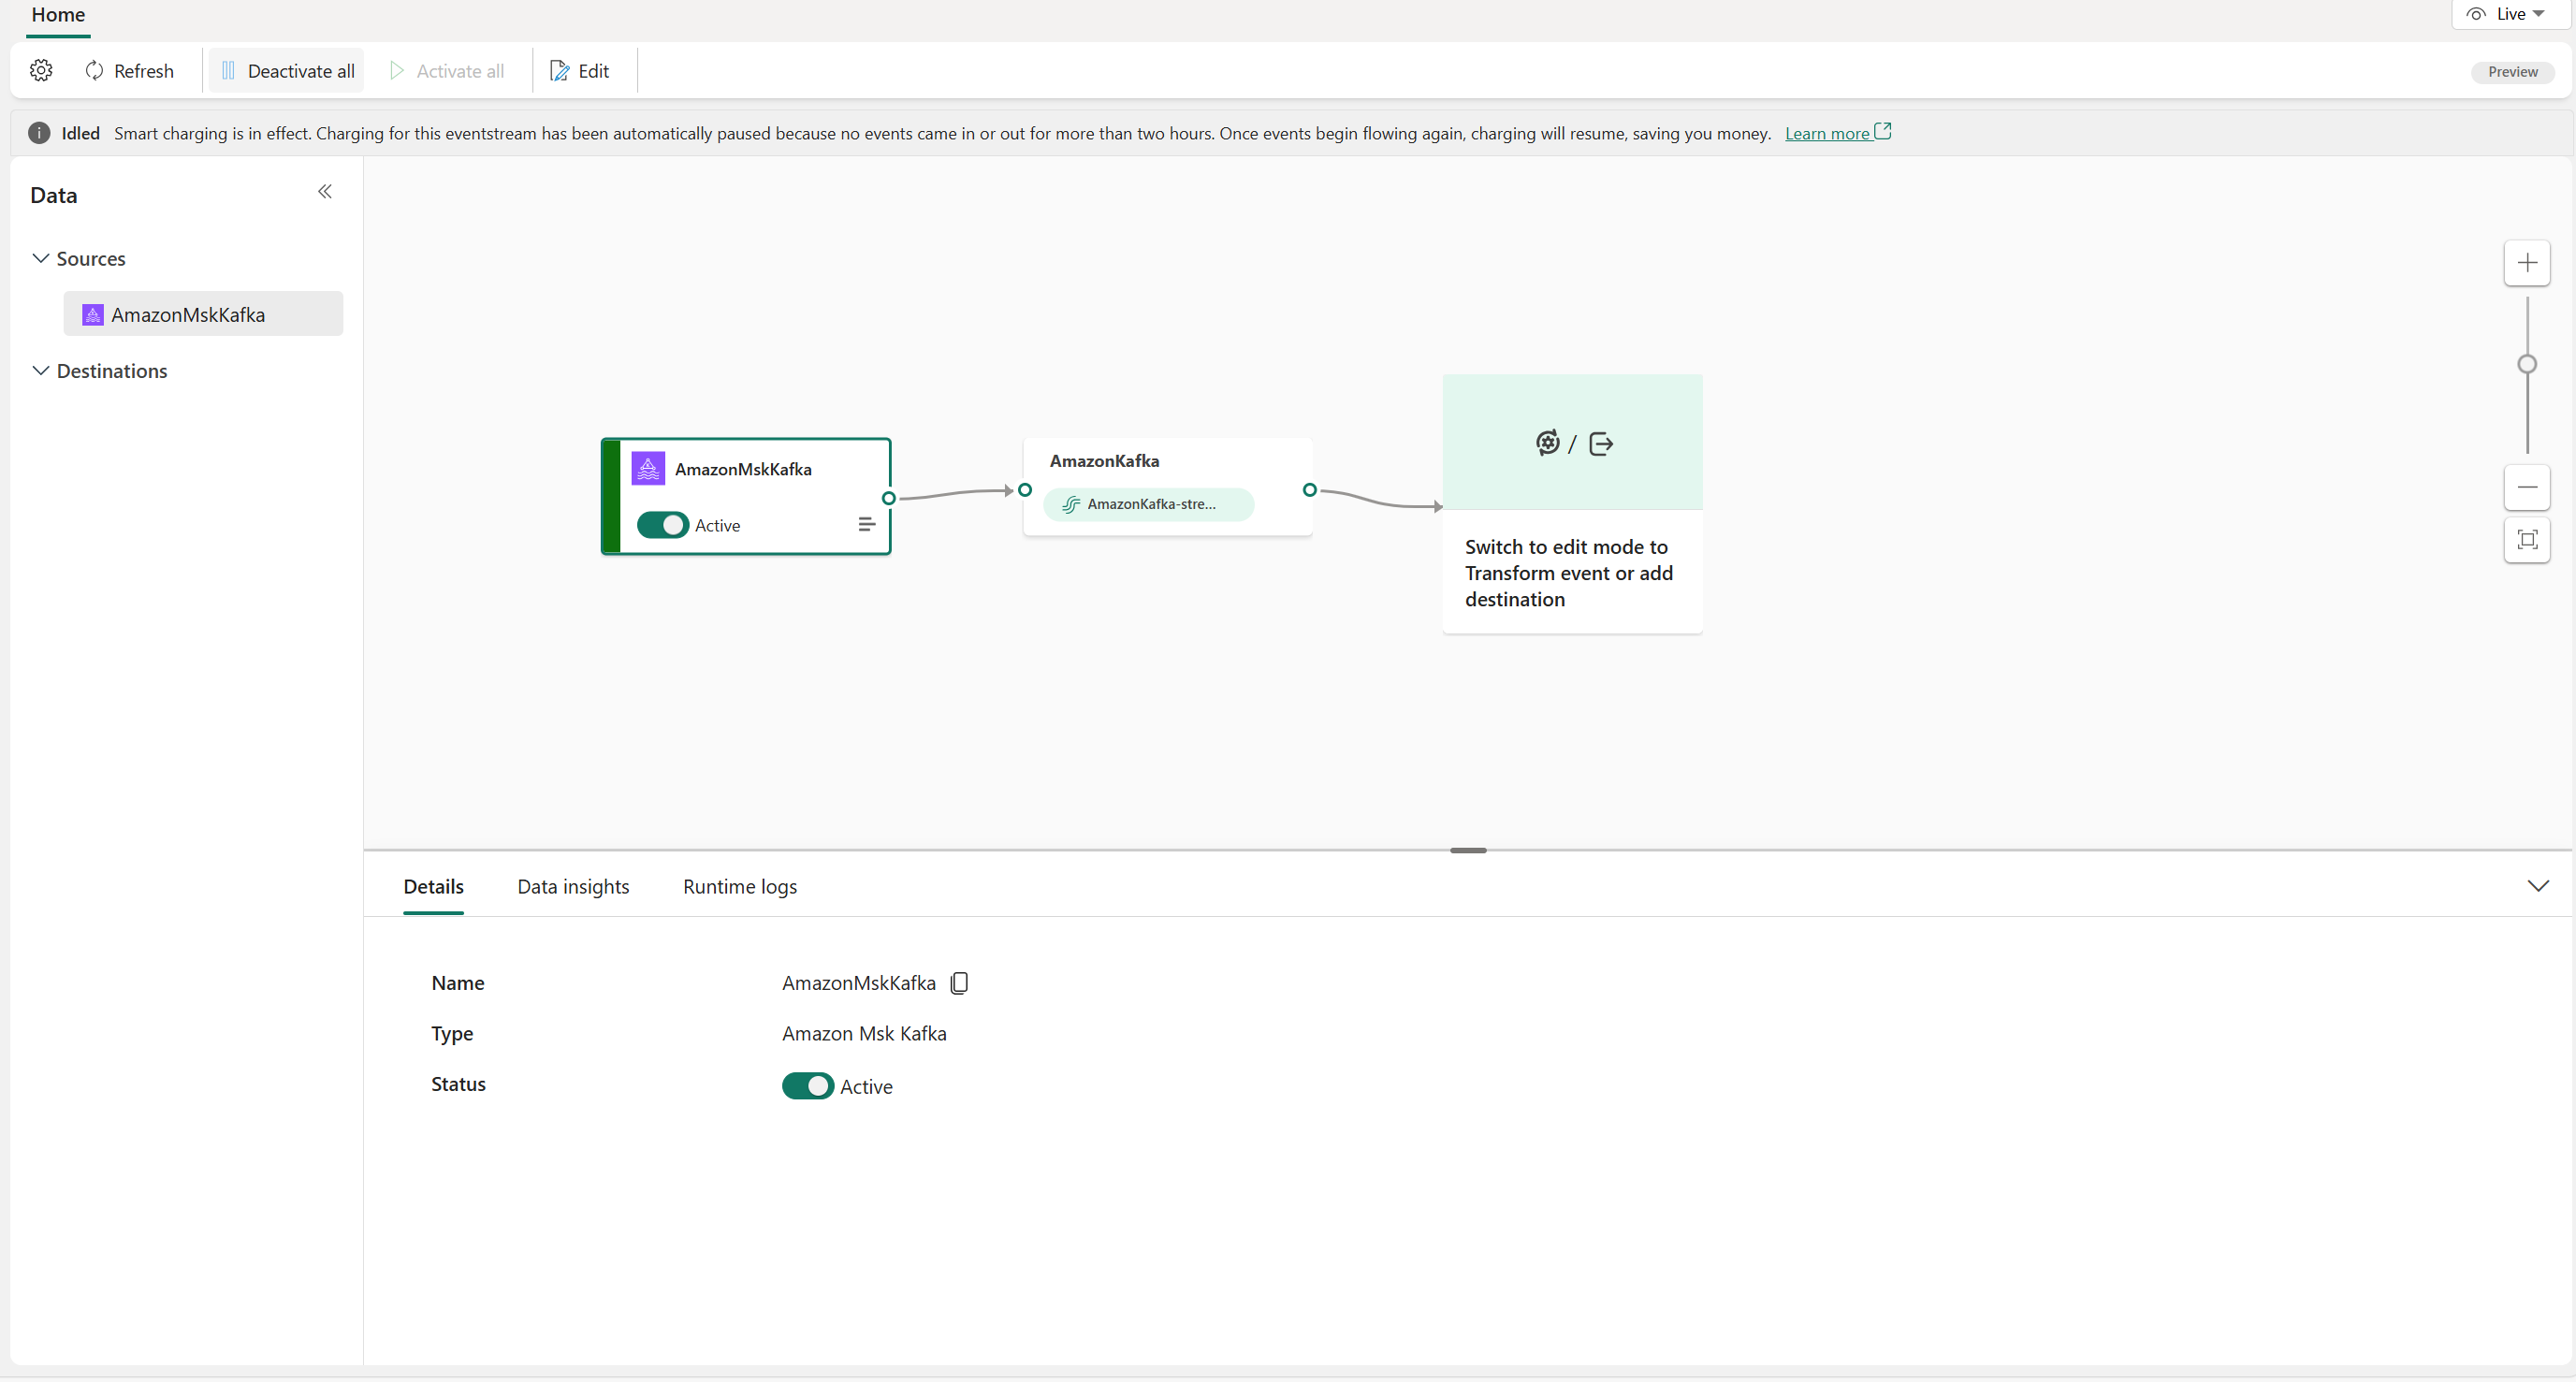 Home
Live
Refresh
Deactivate all
Activate all
Edit
Preview
Idled Smart charging is in effect. Charging for this eventstream has been automatically paused because no events came in or out for more than two hours. Once events begin flowing again, charging will resume, saving you money. Learn more
Data
Sources
AmazonMskKafka
Destinations
AmazonMskKafka
Active
AmazonKafka
AmazonKafka-stre...
/
Switch to edit mode to
Transform event or add
destination
Details
Data insights
Runtime logs
Name
AmazonMskKafka
Type
Amazon Msk Kafka
Status
Active